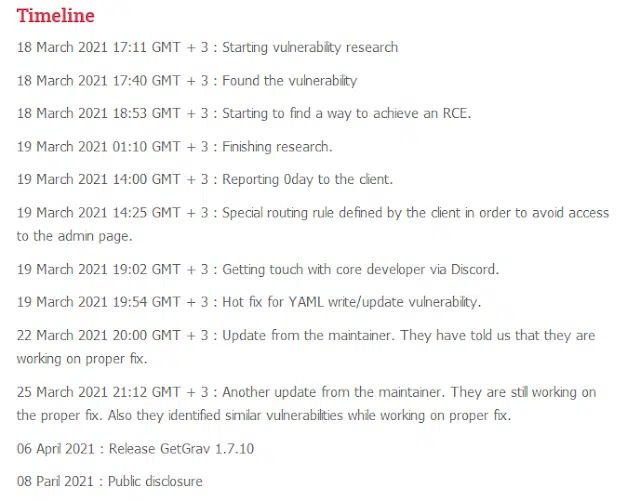 Timeline
18 March 2021 17:11 GMT + 3 : Starting vulnerability research
18 March 2021 17:40 GMT + 3 : Found the vulnerability
18 March 2021 18:53 GMT + 3 : Starting to find a way to achieve an RCE.
19 March 2021 01:10 GMT + 3 : Finishing research.
19 March 2021 14:00 GMT + 3 : Reporting 0day to the client.
19 March 2021 14:25 GMT + 3 : Special routing rule defined by the client in order to avoid access
to the admin page.
19 March 2021 19:02 GMT + 3 : Getting touch with core developer via Discord.
19 March 2021 19:54 GMT + 3 : Hot fix for YAML write/update vulnerability.
22 March 2021 20:00 GMT + 3 : Update from the maintainer. They have told us that they are
working on proper fix.
25 March 2021 21:12 GMT + 3 : Another update from the maintainer. They are still working on
the proper fix. Also they identified similar vulnerabilities while working on proper fix.
06 April 2021 : Release GetGrav 1.7.10
08 Paril 2021 : Public disclosure